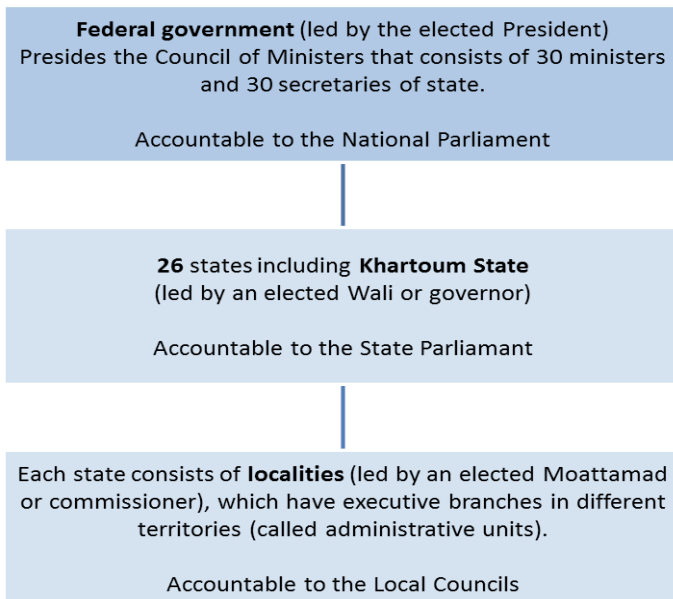 Federal government (led by the elected President)
Presides the Council of Ministers that consists of 30 ministers
and 30 secretaries of state.
Accountable to the National Parliament
26 states including Khartoum State
(led by an elected Wali or governor)
Accountable to the State Parliamant
Each state consists of localities (led by an elected Moattamad
or commissioner), which have executive branches in different
territories (called administrative units).
Accountable to the Local Councils